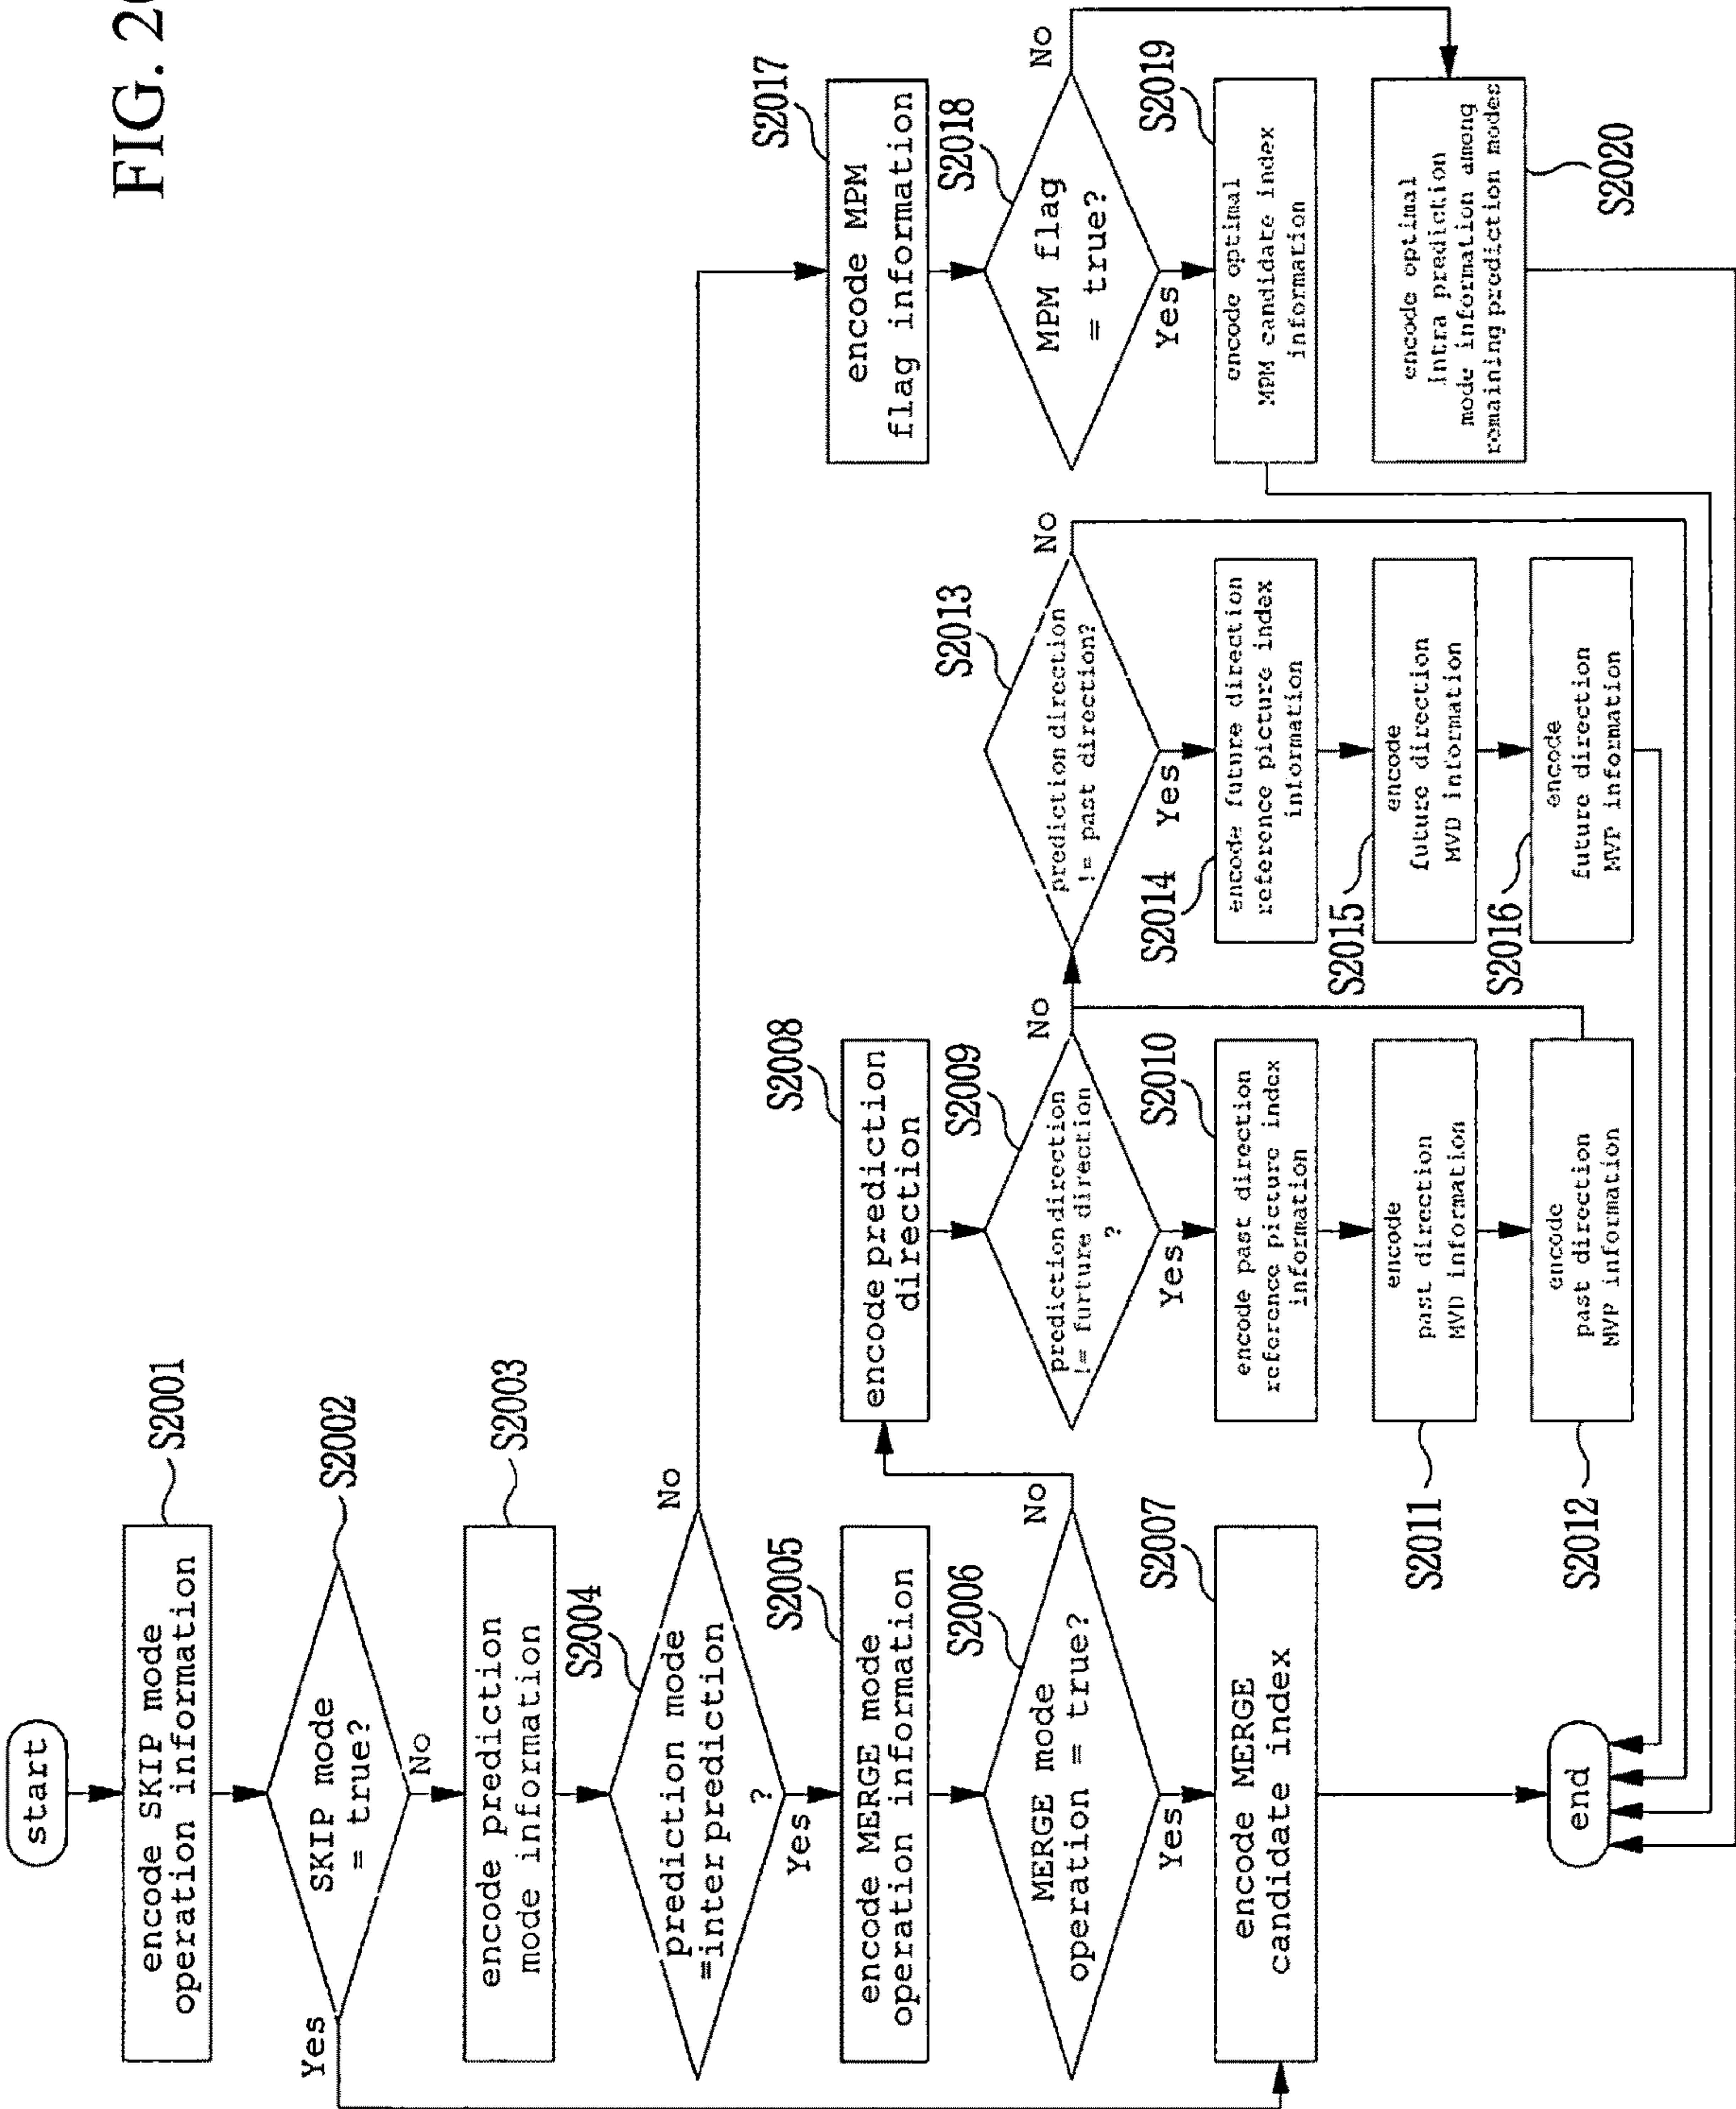 FIG. 20
start
encode SKIP mode
operation information
S2001
SKIP mode
= true?
S2002
Yes
No
encode prediction
mode information
S2003
prediction mode
=inter prediction
?
S2004
No
Yes
encode MERGE mode
operation information
S2005
MERGE mode
operation = true?
S2006
No
Yes
encode MERGE
candidate index
S2007
end
encode prediction
direction
S2008
prediction direction
!= furture direction
?
S2009
No
Yes
encode past direction
reference picture index
information
S2010
encode
past direction
MVD information
S2011
encode
past direction
MVP information
S2012
prediction direction
!= past direction?
S2013
No
Yes
encode future direction
reference picture index
information
S2014
encode
future direction
MVD information
S2015
encode
future direction
MVP information
S2016
encode MPM
flag information
S2017
MPM flag
= true?
S2018
No
Yes
encode optimal
MPM candidate index
information
S2019
encode optimal
Intra prediction
mode information among
remaining prediction modes
S2020